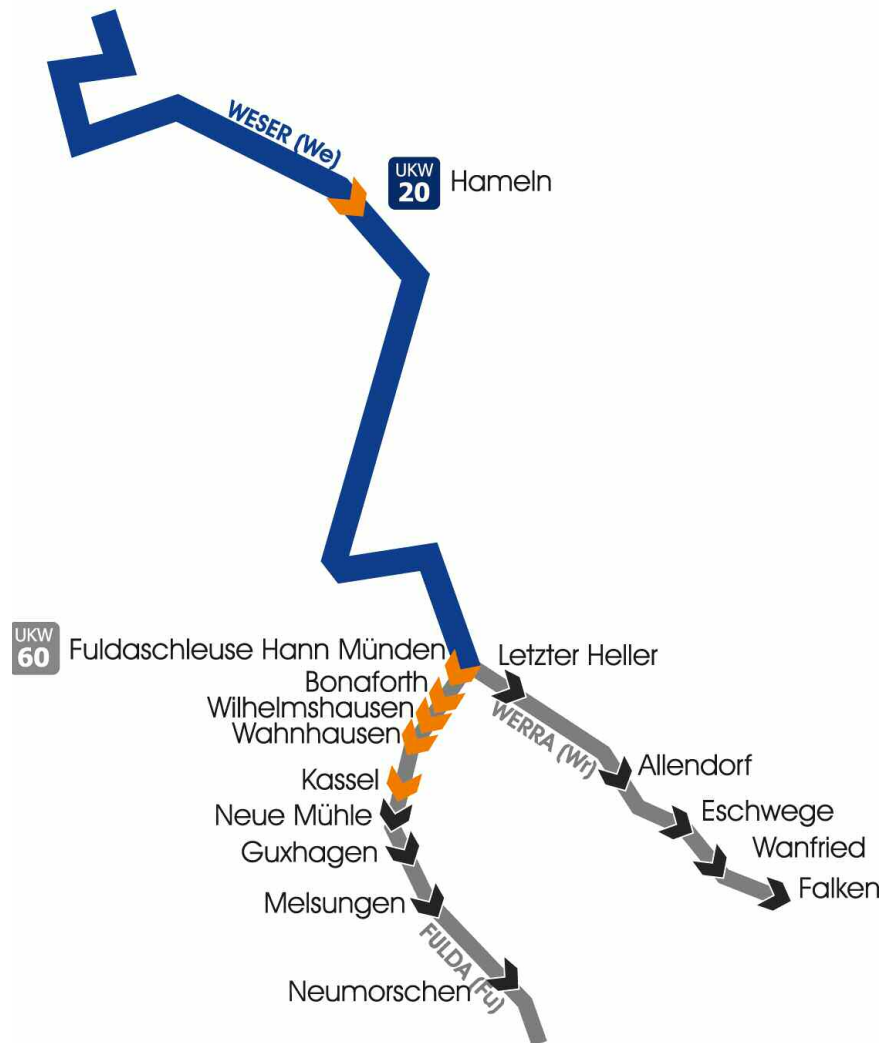 WESER (We)
UKW
20
Hameln
UKW
60
Fuldaschleuse Hann Münden
Letzter Heller
Bonaforth
Wilhelmshausen
Wahnhausen
WERRA (Wr)
Allendorf
Kassel
Eschwege
Neue Mühle
Wanfried
Guxhagen
Falken
Melsungen
FULDA (Fu)
Neumorschen